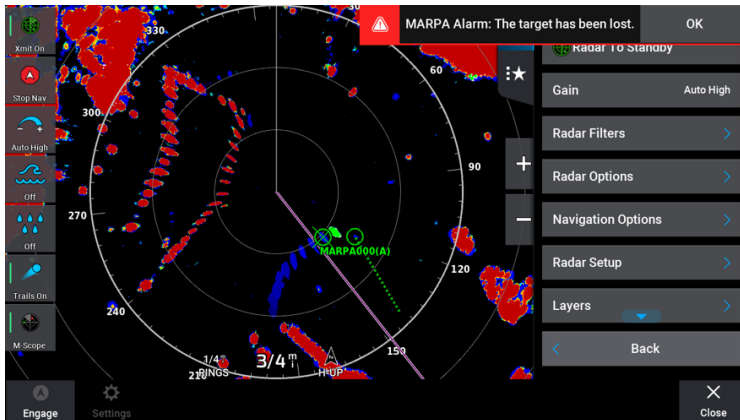 MARPA Alarm: The target has been lost.
OK
Xmit On
Stop Nav
Auto High
Off
Off
Trails On
M-Scope
330
300
270
240
210
60
90
120
150
MARPA000(A)
1/4 mi
RINGS
3/4 mi
N
H-UP
+
−
Radar To Standby
Gain
Auto High
Radar Filters
Radar Options
Navigation Options
Radar Setup
Layers
Back
Engage
Settings
Close